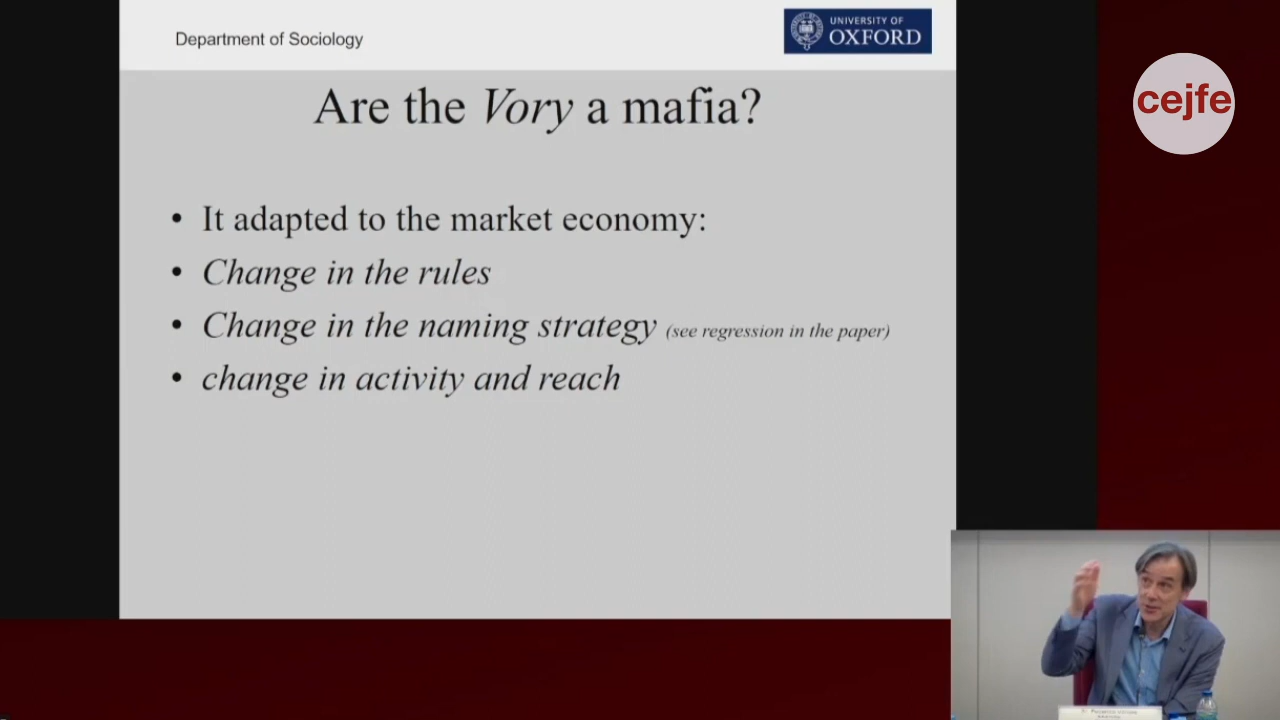 Department of Sociology
UNIVERSITY OF
OXFORD
cejfe
Are the Vory a mafia?
• It adapted to the market economy:
• Change in the rules
• Change in the naming strategy (see regression in the paper)
• change in activity and reach